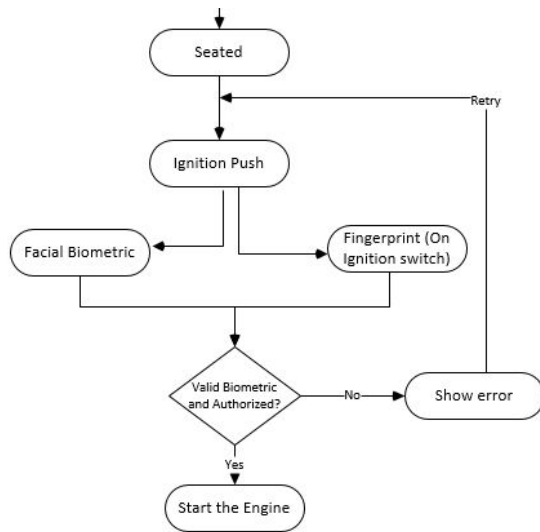 Seated
Retry
Ignition Push
Facial Biometric
Fingerprint (On
Ignition switch)
Valid Biometric
and Authorized?
No
Show error
Yes
Start the Engine